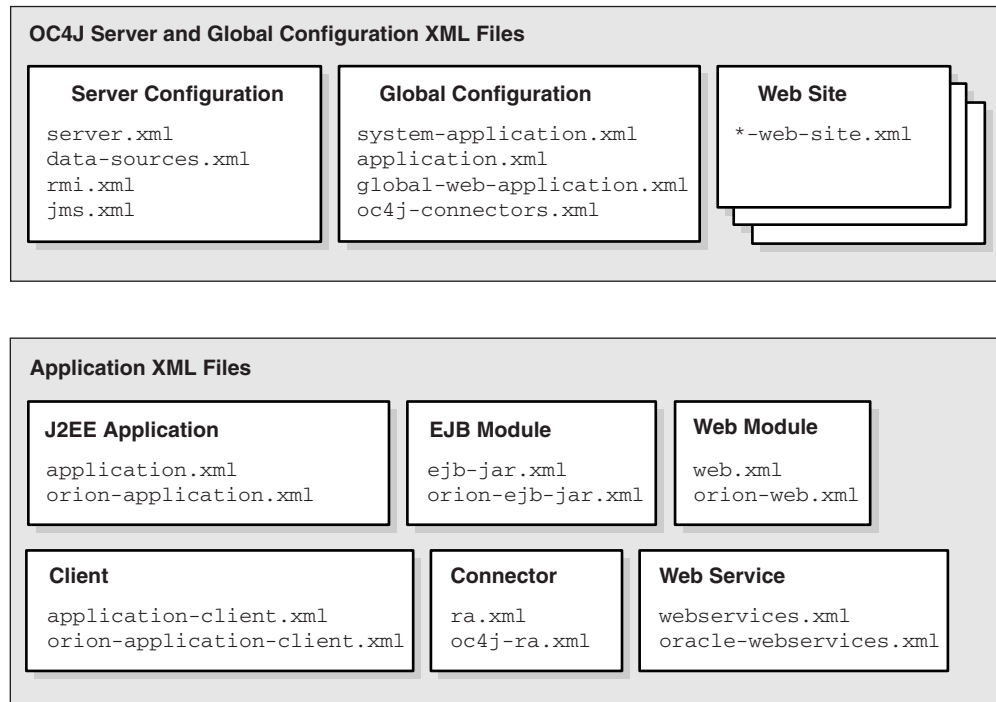 OC4J Server and Global Configuration XML Files
Server Configuration
server.xml
data-sources.xml
rmi.xml
jms.xml
Global Configuration
system-application.xml
application.xml
global-web-application.xml
oc4j-connectors.xml
Web Site
*-web-site.xml
Application XML Files
J2EE Application
application.xml
orion-application.xml
EJB Module
ejb-jar.xml
orion-ejb-jar.xml
Web Module
web.xml
orion-web.xml
Client
application-client.xml
orion-application-client.xml
Connector
ra.xml
oc4j-ra.xml
Web Service
webservices.xml
oracle-webservices.xml